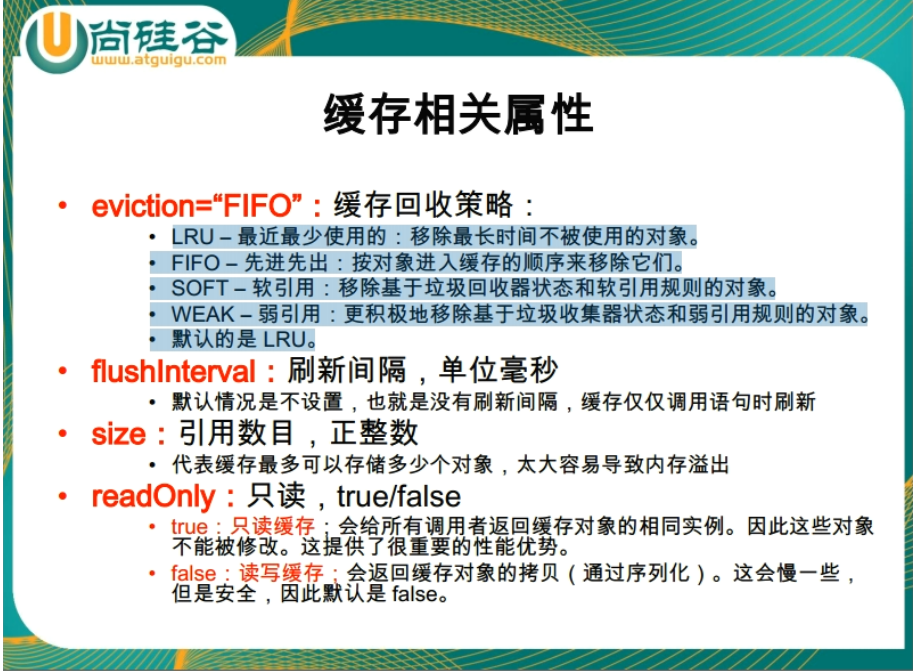 尚硅谷
www.atguigu.com
缓存相关属性
• eviction=“FIFO”：缓存回收策略：
• LRU – 最近最少使用的：移除最长时间不被使用的对象。
• FIFO – 先进先出：按对象进入缓存的顺序来移除它们。
• SOFT – 软引用：移除基于垃圾回收器状态和软引用规则的对象。
• WEAK – 弱引用：更积极地移除基于垃圾收集器状态和弱引用规则的对象。
• 默认的是 LRU。
• flushInterval：刷新间隔，单位毫秒
• 默认情况是不设置，也就是没有刷新间隔，缓存仅仅调用语句时刷新
• size：引用数目，正整数
• 代表缓存最多可以存储多少个对象，太大容易导致内存溢出
• readOnly：只读，true/false
• true：只读缓存；会给所有调用者返回缓存对象的相同实例。因此这些对象
不能被修改。这提供了很重要的性能优势。
• false：读写缓存；会返回缓存对象的拷贝（通过序列化）。这会慢一些，
但是安全，因此默认是 false。